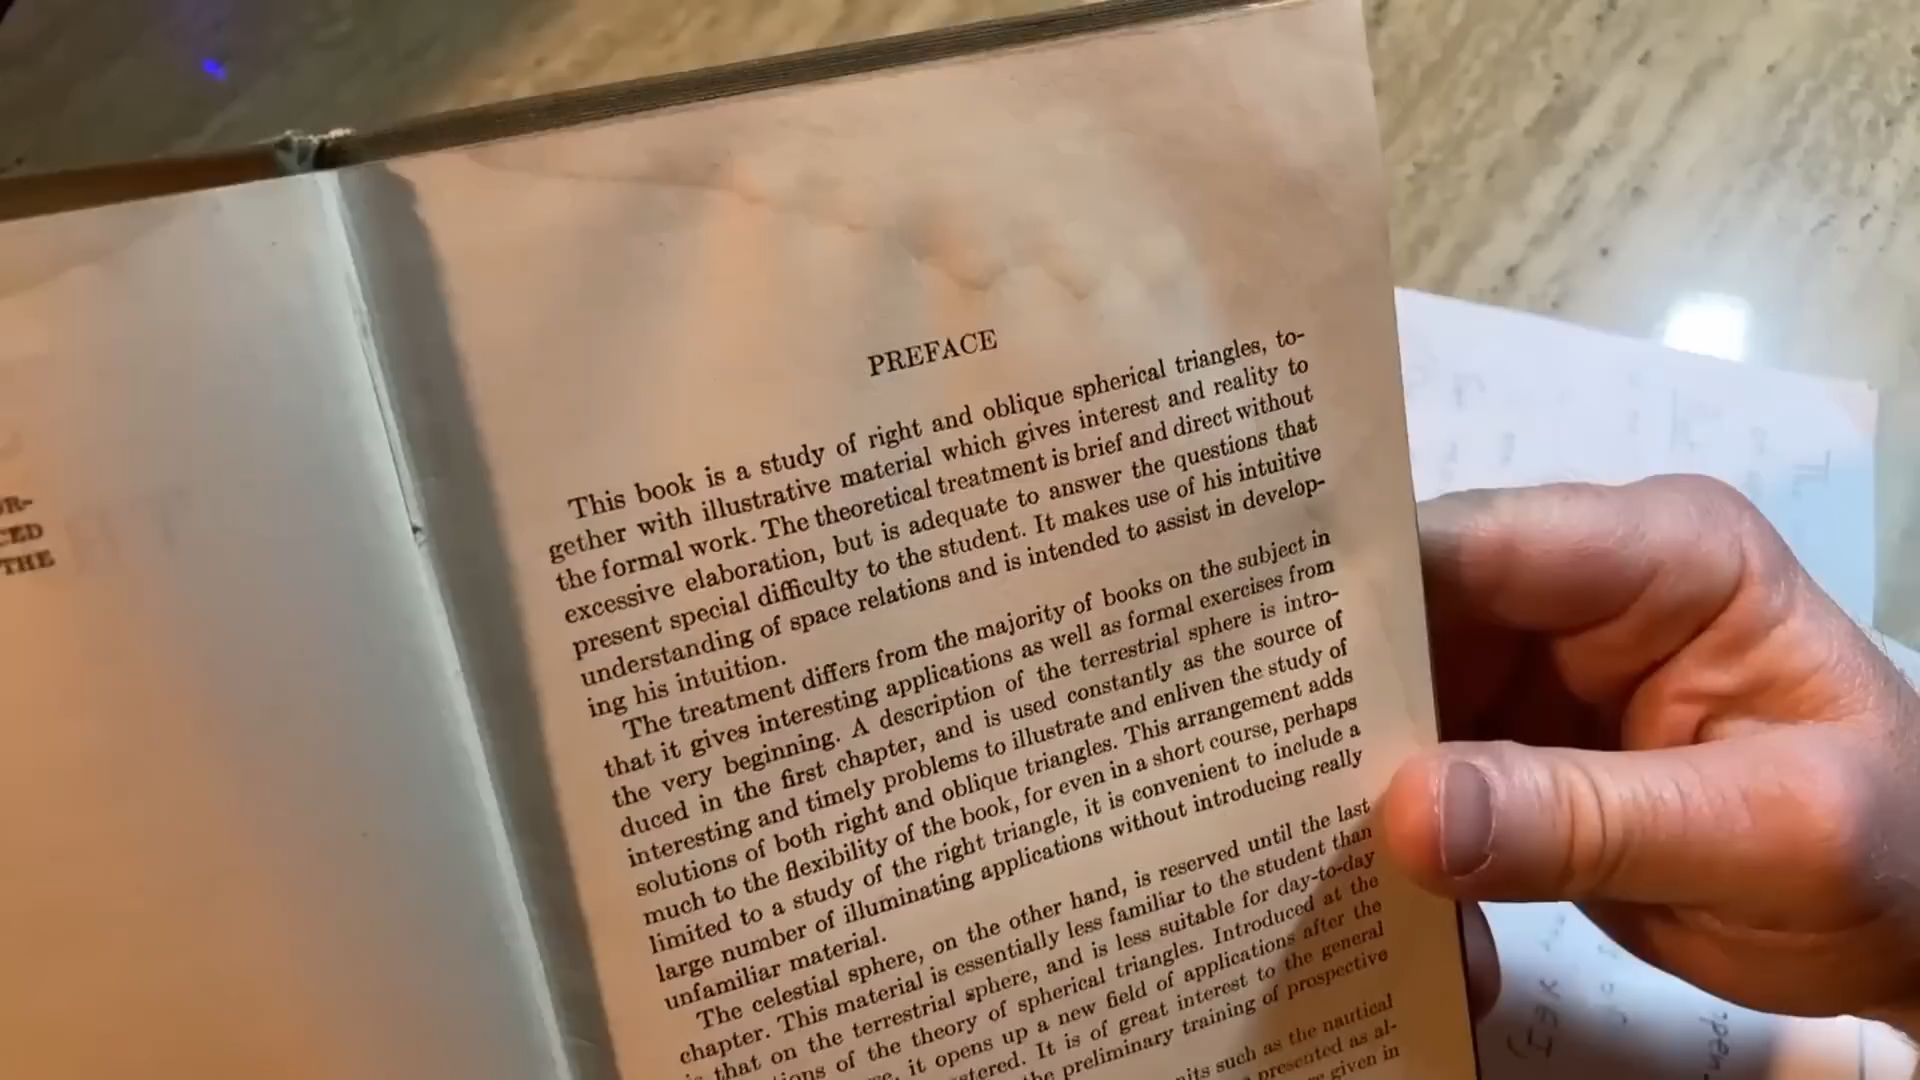 OR-
CED
THE
PREFACE
This book is a study of right and oblique spherical triangles, to-
gether with illustrative material which gives interest and reality to
the formal work. The theoretical treatment is brief and direct without
excessive elaboration, but is adequate to answer the questions that
present special difficulty to the student. It makes use of his intuitive
understanding of space relations and is intended to assist in develop-
ing his intuition.
The treatment differs from the majority of books on the subject in
that it gives interesting applications as well as formal exercises from
the very beginning. A description of the terrestrial sphere is intro-
duced in the first chapter, and is used constantly as the source of
interesting and timely problems to illustrate and enliven the study of
solutions of both right and oblique triangles. This arrangement adds
much to the flexibility of the book, for even in a short course, perhaps
limited to a study of the right triangle, it is convenient to include a
large number of illuminating applications without introducing really
unfamiliar material.
The celestial sphere, on the other hand, is reserved until the last
chapter. This material is essentially less familiar to the student than
that on the terrestrial sphere, and is less suitable for day-to-day
tions of the theory of spherical triangles. Introduced at the
it opens up a new field of applications after the
stered. It is of great interest to the general
preliminary training of prospective
nits such as the nautical
presented as al-
given in